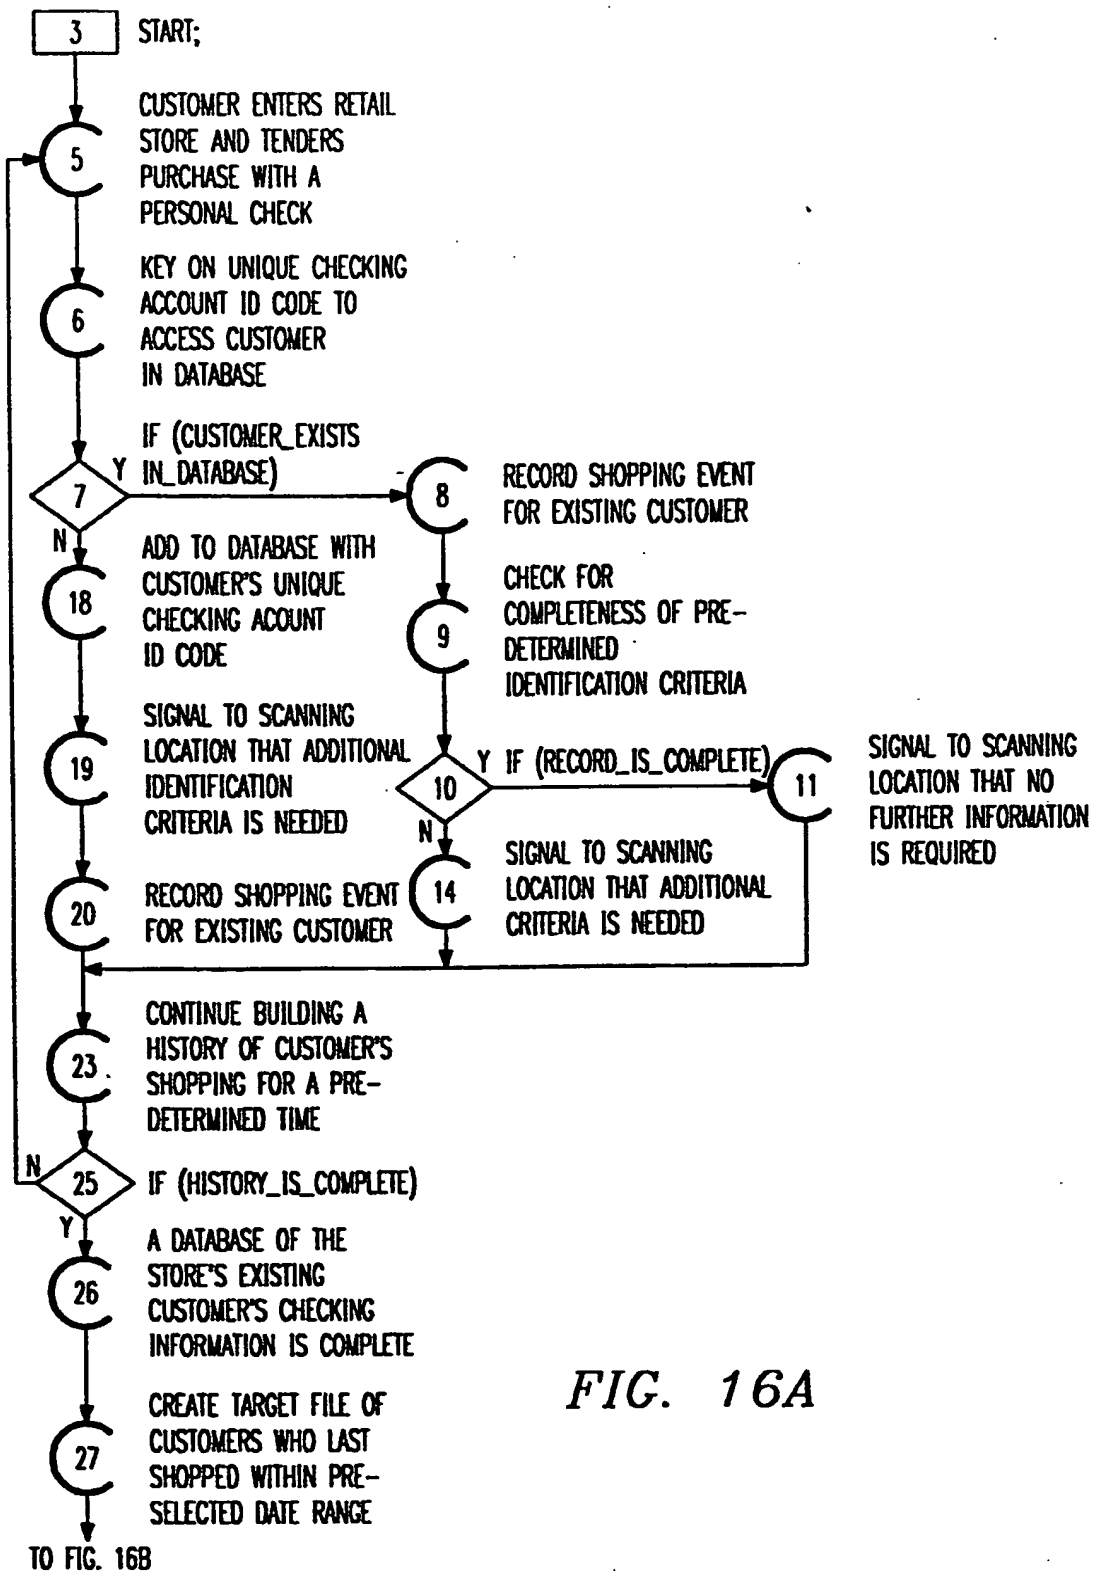 3 START;
CUSTOMER ENTERS RETAIL
STORE AND TENDERS
PURCHASE WITH A
PERSONAL CHECK
5
KEY ON UNIQUE CHECKING
ACCOUNT ID CODE TO
ACCESS CUSTOMER
IN DATABASE
6
IF (CUSTOMER_EXISTS
IN_DATABASE)
Y
7
N
8
RECORD SHOPPING EVENT
FOR EXISTING CUSTOMER
ADD TO DATABASE WITH
CUSTOMER'S UNIQUE
CHECKING ACOUNT
ID CODE
18
CHECK FOR
COMPLETENESS OF PRE-
DETERMINED
IDENTIFICATION CRITERIA
9
SIGNAL TO SCANNING
LOCATION THAT ADDITIONAL
IDENTIFICATION
CRITERIA IS NEEDED
19
Y IF (RECORD_IS_COMPLETE)
10
N
11
SIGNAL TO SCANNING
LOCATION THAT NO
FURTHER INFORMATION
IS REQUIRED
14
SIGNAL TO SCANNING
LOCATION THAT ADDITIONAL
CRITERIA IS NEEDED
20
RECORD SHOPPING EVENT
FOR EXISTING CUSTOMER
CONTINUE BUILDING A
HISTORY OF CUSTOMER'S
SHOPPING FOR A PRE-
DETERMINED TIME
23
N
25 IF (HISTORY_IS_COMPLETE)
Y
A DATABASE OF THE
STORE'S EXISTING
CUSTOMER'S CHECKING
INFORMATION IS COMPLETE
26
CREATE TARGET FILE OF
CUSTOMERS WHO LAST
SHOPPED WITHIN PRE-
SELECTED DATE RANGE
27
TO FIG. 16B
FIG. 16A